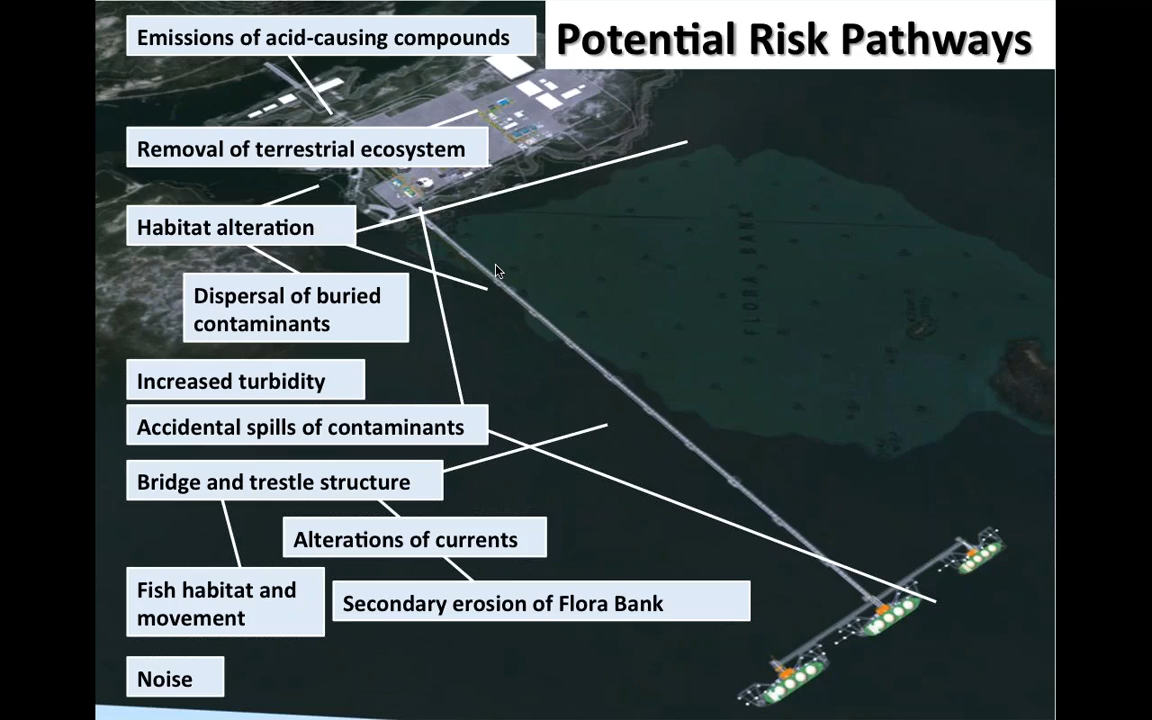 Potential Risk Pathways
Emissions of acid-causing compounds
Removal of terrestrial ecosystem
Habitat alteration
Dispersal of buried
contaminants
Increased turbidity
Accidental spills of contaminants
Bridge and trestle structure
Alterations of currents
Fish habitat and
movement
Secondary erosion of Flora Bank
Noise
FLORA BANK